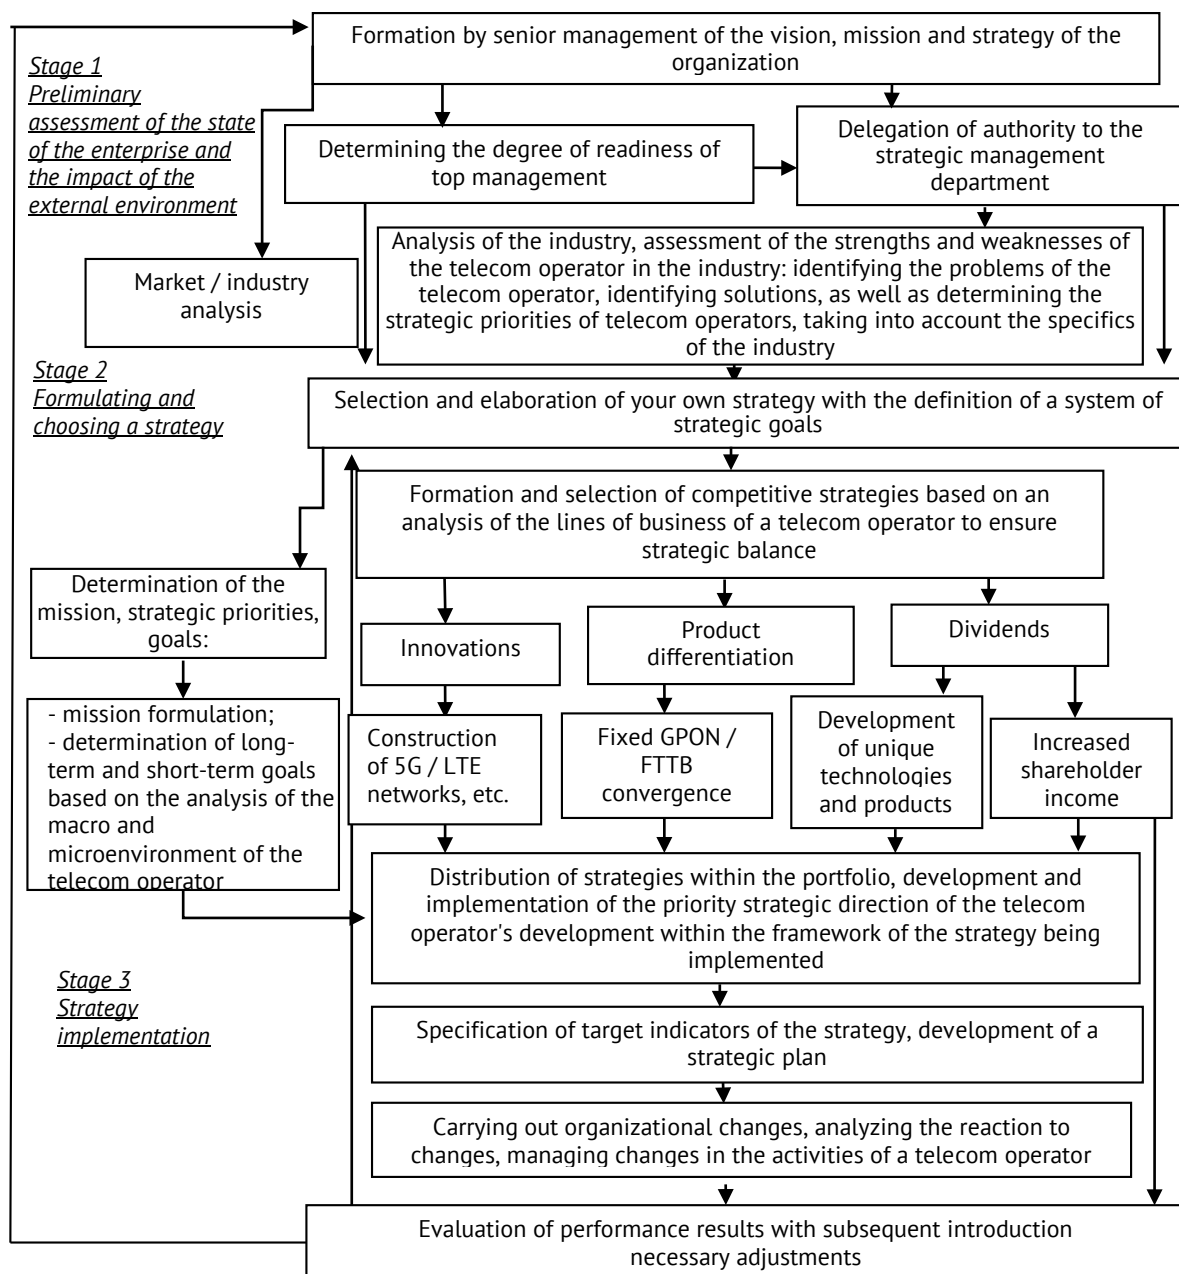 Formation by senior management of the vision, mission and strategy of the
organization
Stage 1
Preliminary
assessment of the state
of the enterprise and
the impact of the
external environment
Determining the degree of readiness of
top management
Delegation of authority to the
strategic management
department
Market / industry
analysis
Analysis of the industry, assessment of the strengths and weaknesses of
the telecom operator in the industry: identifying the problems of the
telecom operator, identifying solutions, as well as determining the
strategic priorities of telecom operators, taking into account the specifics
of the industry
Stage 2
Formulating and
choosing a strategy
Selection and elaboration of your own strategy with the definition of a system of
strategic goals
Formation and selection of competitive strategies based on an
analysis of the lines of business of a telecom operator to ensure
strategic balance
Determination of the
mission, strategic priorities,
goals:
Innovations
Product
differentiation
Dividends
- mission formulation;
- determination of long-
term and short-term goals
based on the analysis of the
macro and
microenvironment of the
telecom operator
Construction
of 5G / LTE
networks, etc.
Fixed GPON /
FTTB
convergence
Development
of unique
technologies
and products
Increased
shareholder
income
Distribution of strategies within the portfolio, development and
implementation of the priority strategic direction of the telecom
operator's development within the framework of the strategy being
implemented
Stage 3
Strategy
implementation
Specification of target indicators of the strategy, development of a
strategic plan
Carrying out organizational changes, analyzing the reaction to
changes, managing changes in the activities of a telecom operator
Evaluation of performance results with subsequent introduction
necessary adjustments